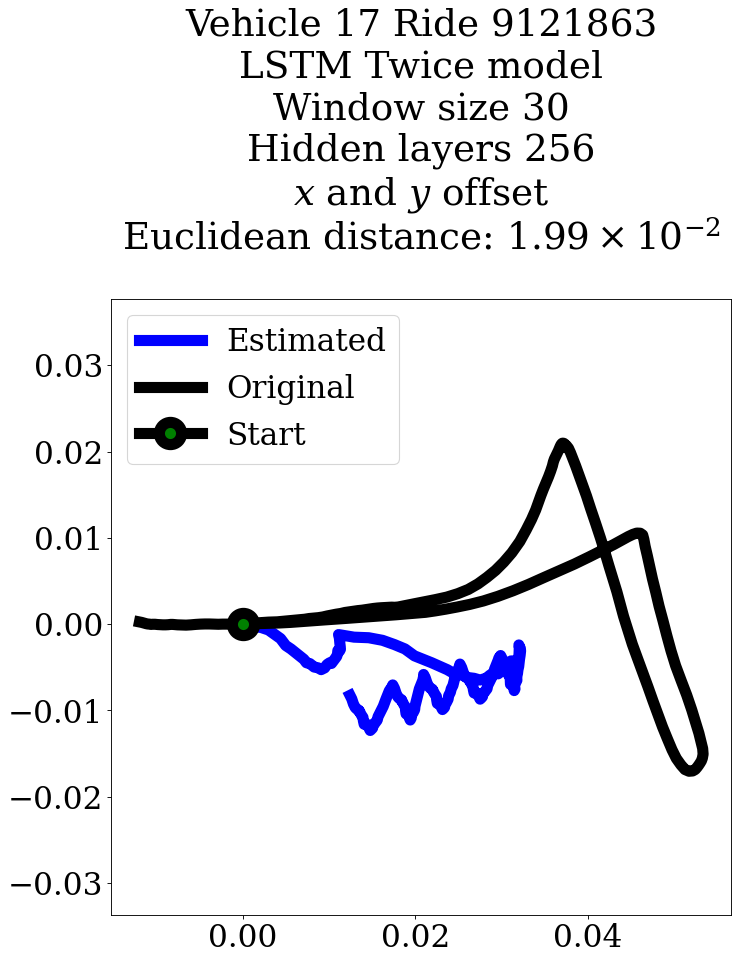 Vehicle 17 Ride 9121863
LSTM Twice model
Window size 30
Hidden layers 256
x and y offset
Euclidean distance: 1.99 × 10⁻²
Estimated
Original
Start
0.03
0.02
0.01
0.00
−0.01
−0.02
−0.03
0.00 0.02 0.04